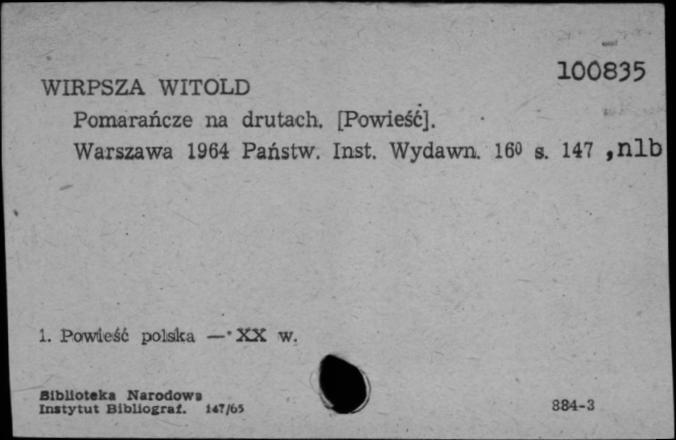 100835
WIRPSZA WITOLD
Pomarańcze na drutach. [Powieść].
Warszawa 1964 Państw. Inst. Wydawn. 16⁰ s. 147 ,nlb
1. Powieść polska — XX w.
Biblioteka Narodowa
Instytut Bibliograf. 147/65
884-3